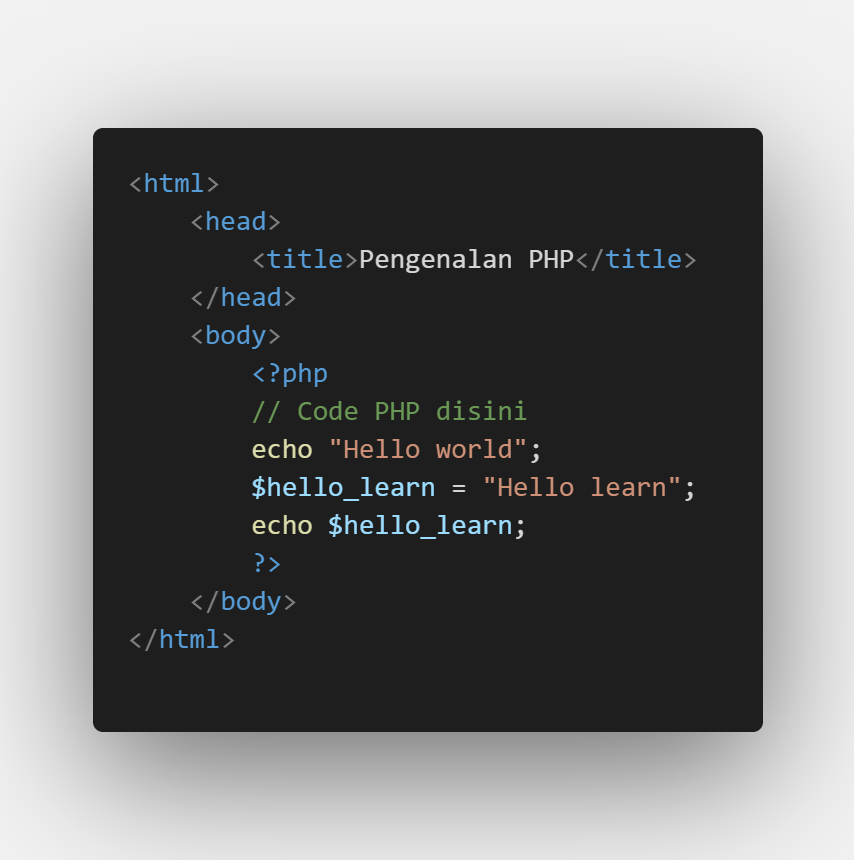 <html>
    <head>
        <title>Pengenalan PHP</title>
    </head>
    <body>
        <?php
        // Code PHP disini
        echo "Hello world";
        $hello_learn = "Hello learn";
        echo $hello_learn;
        ?>
    </body>
</html>